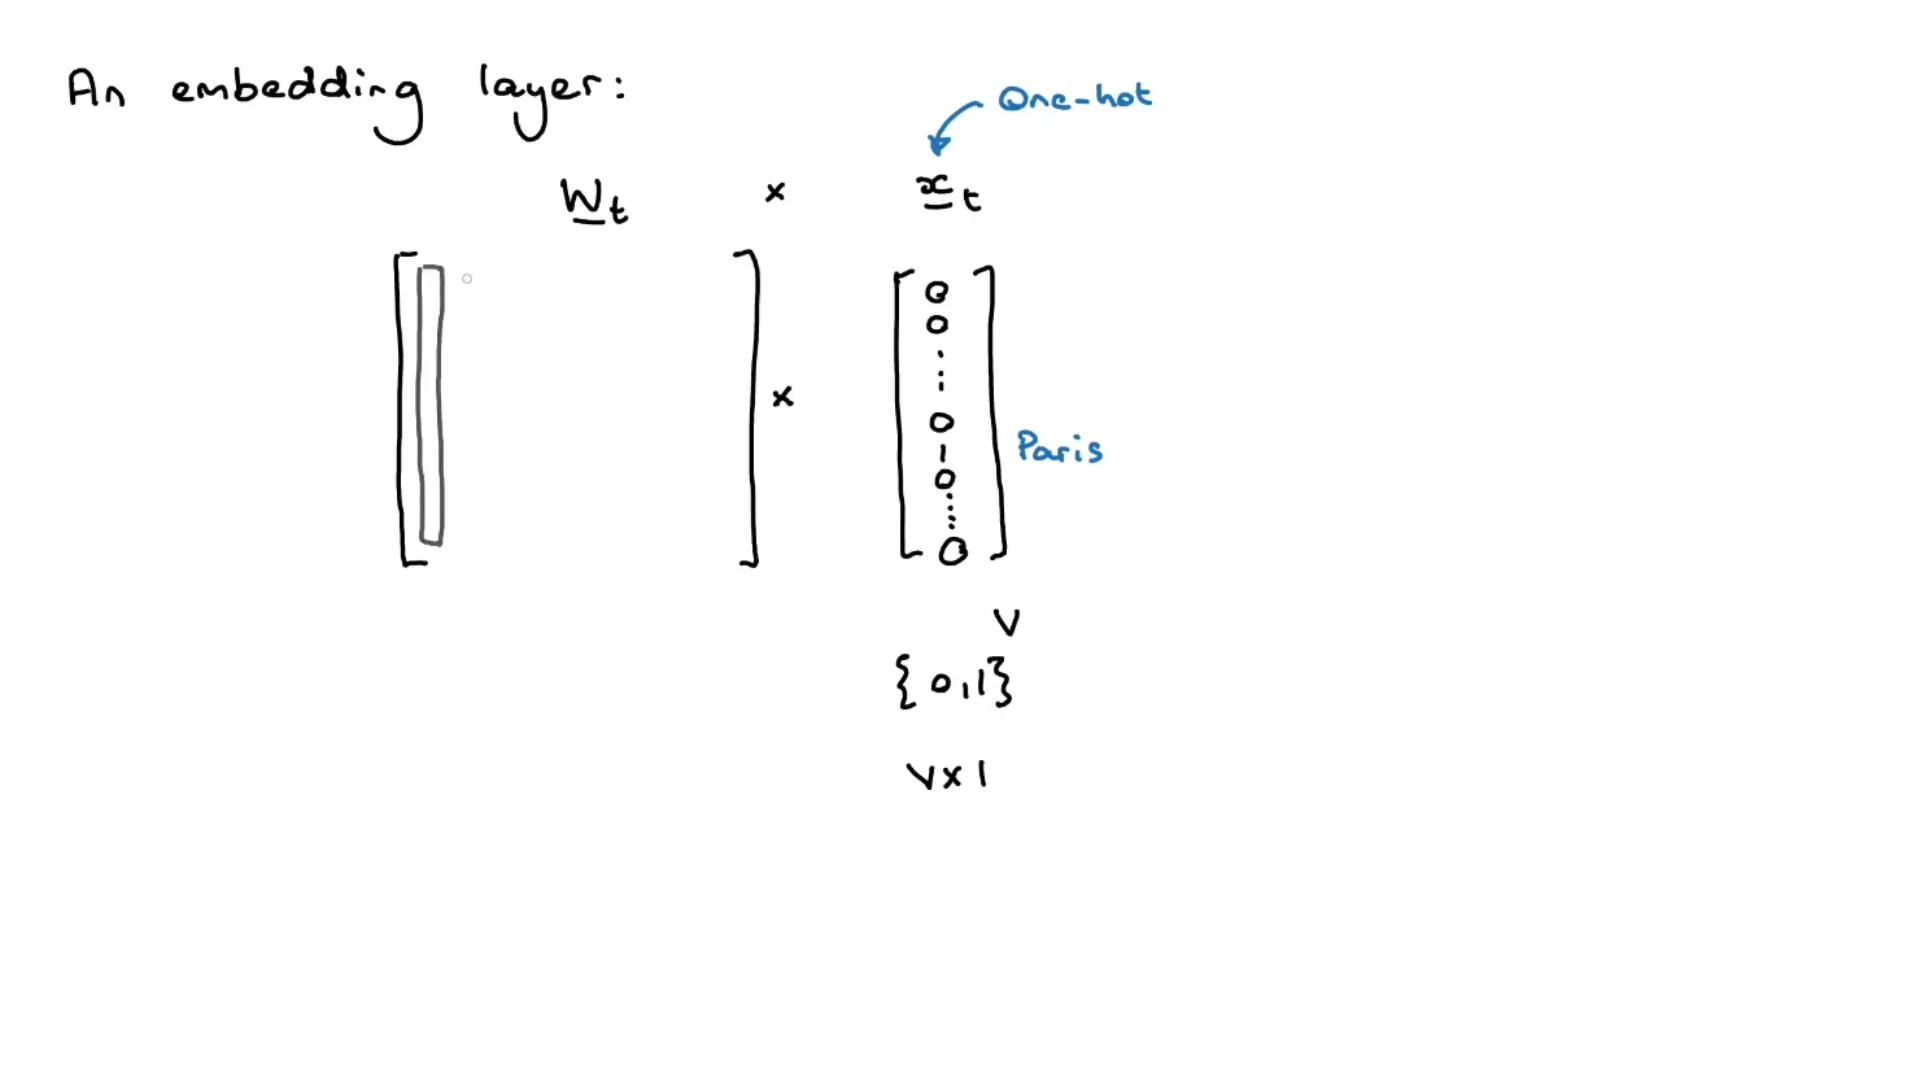 An embedding layer:
One-hot
W_t × x_t
[ ] × [ 0
0
⋮
0
1
0
⋮
0 ]
Paris
{0,1}^V
V×1